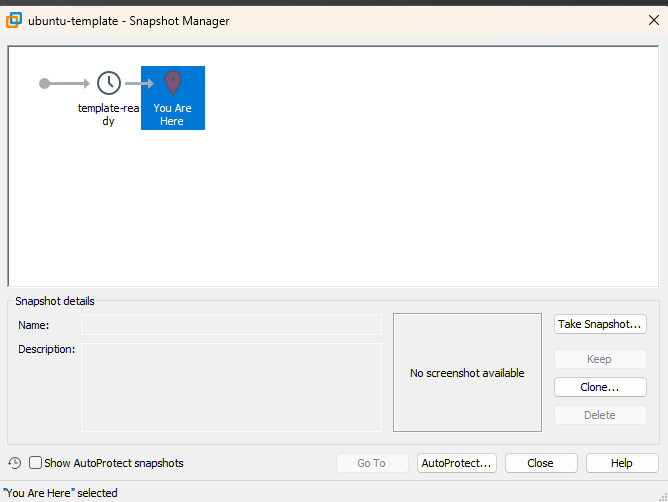 ubuntu-template - Snapshot Manager
template-rea
dy
You Are
Here
Snapshot details
Name:
Description:
No screenshot available
Take Snapshot...
Keep
Clone...
Delete
Show AutoProtect snapshots
Go To
AutoProtect...
Close
Help
"You Are Here" selected